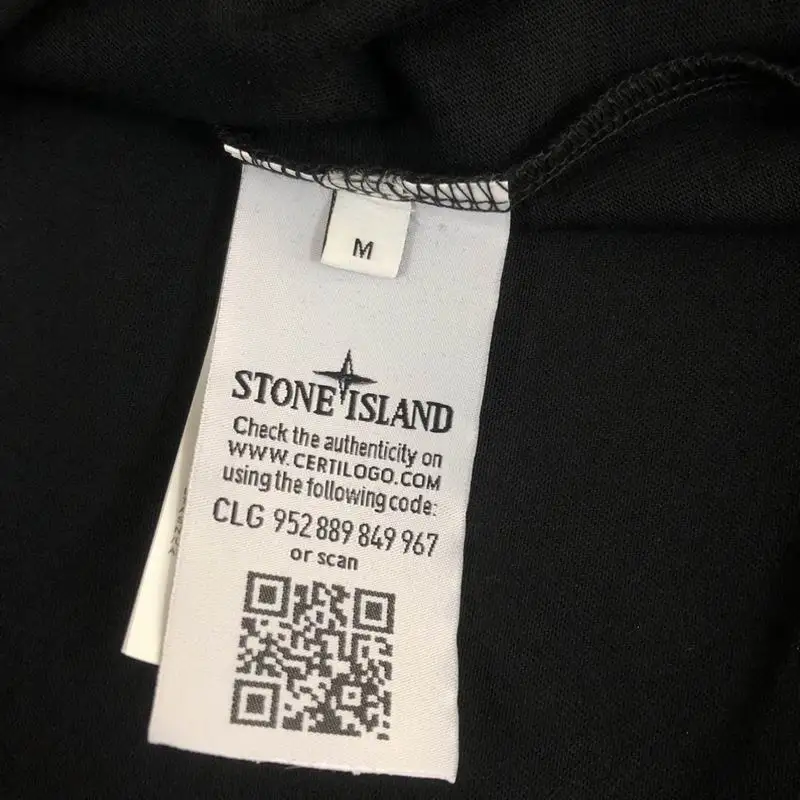 M
STONE ISLAND
Check the authenticity on
WWW.CERTILOGO.COM
using the following code:
CLG 952 889 849 967
or scan